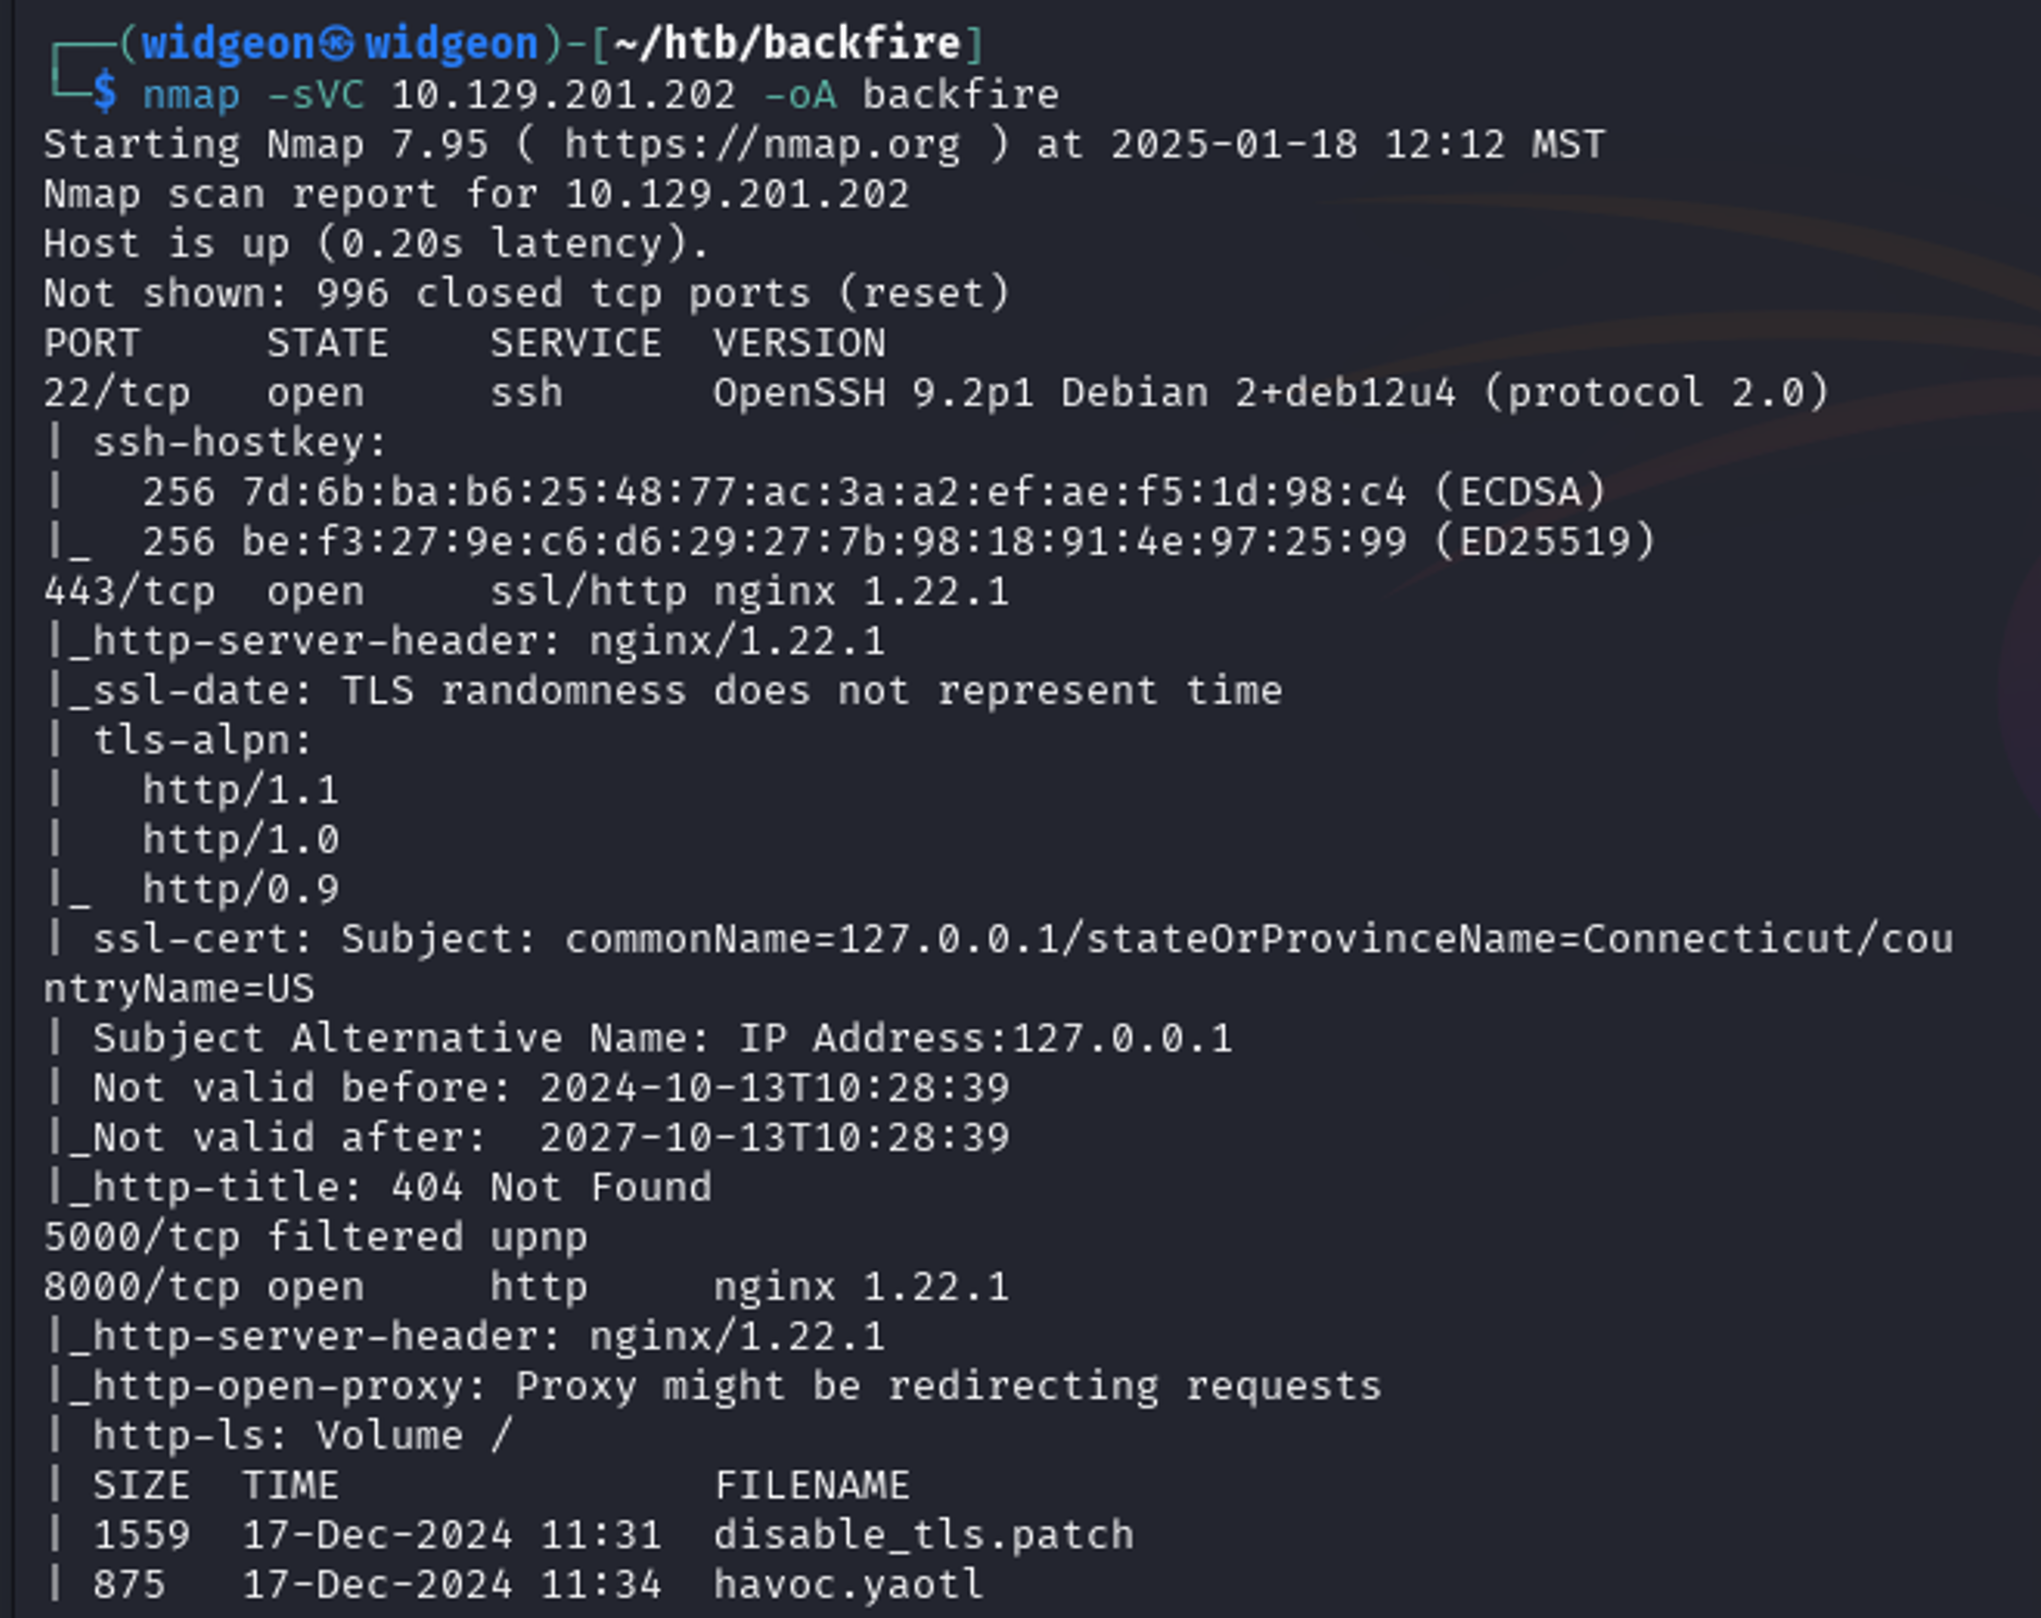 ┌──(widgeon㉿widgeon)-[~/htb/backfire]
└─$ nmap -sVC 10.129.201.202 -oA backfire
Starting Nmap 7.95 ( https://nmap.org ) at 2025-01-18 12:12 MST
Nmap scan report for 10.129.201.202
Host is up (0.20s latency).
Not shown: 996 closed tcp ports (reset)
PORT     STATE    SERVICE  VERSION
22/tcp   open     ssh      OpenSSH 9.2p1 Debian 2+deb12u4 (protocol 2.0)
| ssh-hostkey:
|   256 7d:6b:ba:b6:25:48:77:ac:3a:a2:ef:ae:f5:1d:98:c4 (ECDSA)
|_  256 be:f3:27:9e:c6:d6:29:27:7b:98:18:91:4e:97:25:99 (ED25519)
443/tcp  open     ssl/http nginx 1.22.1
|_http-server-header: nginx/1.22.1
|_ssl-date: TLS randomness does not represent time
| tls-alpn:
|   http/1.1
|   http/1.0
|_  http/0.9
| ssl-cert: Subject: commonName=127.0.0.1/stateOrProvinceName=Connecticut/cou
ntryName=US
| Subject Alternative Name: IP Address:127.0.0.1
| Not valid before: 2024-10-13T10:28:39
|_Not valid after:  2027-10-13T10:28:39
|_http-title: 404 Not Found
5000/tcp filtered upnp
8000/tcp open     http     nginx 1.22.1
|_http-server-header: nginx/1.22.1
|_http-open-proxy: Proxy might be redirecting requests
| http-ls: Volume /
| SIZE  TIME               FILENAME
| 1559  17-Dec-2024 11:31  disable_tls.patch
| 875   17-Dec-2024 11:34  havoc.yaotl